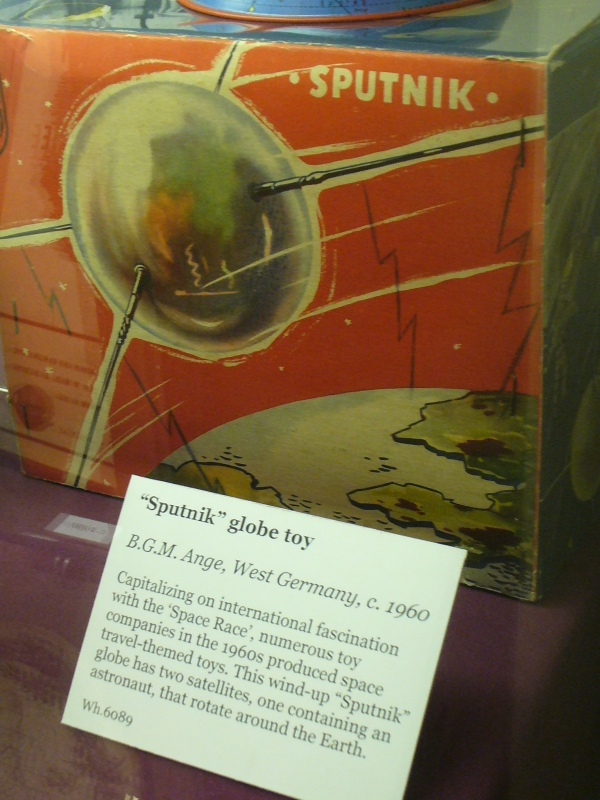 · SPUTNIK ·
“Sputnik” globe toy
B.G.M. Ange, West Germany, c. 1960
Capitalizing on international fascination
with the ‘Space Race’, numerous toy
companies in the 1960s produced space
travel-themed toys. This wind-up “Sputnik”
globe has two satellites, one containing an
astronaut, that rotate around the Earth.
Wh.6089